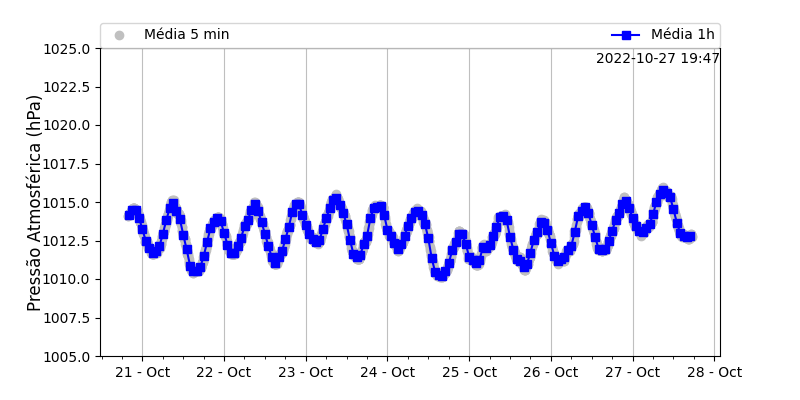 Média 5 min
Média 1h
2022-10-27 19:47
Pressão Atmosférica (hPa)
1025.0
1022.5
1020.0
1017.5
1015.0
1012.5
1010.0
1007.5
1005.0
21 - Oct
22 - Oct
23 - Oct
24 - Oct
25 - Oct
26 - Oct
27 - Oct
28 - Oct